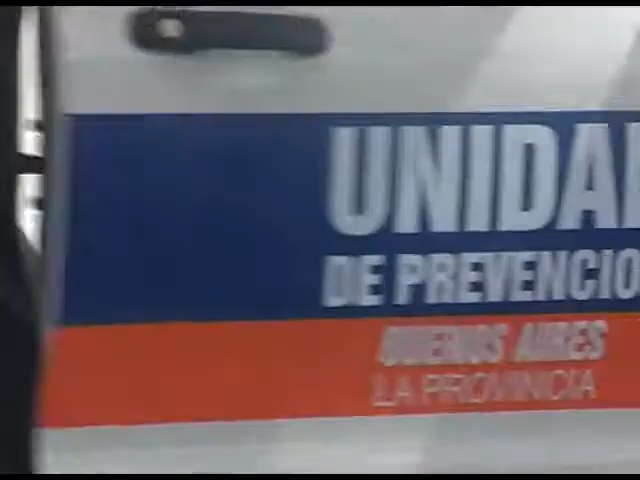 UNIDA
DE PREVENCIO
BUENOS AIRES
LA PROVINCIA